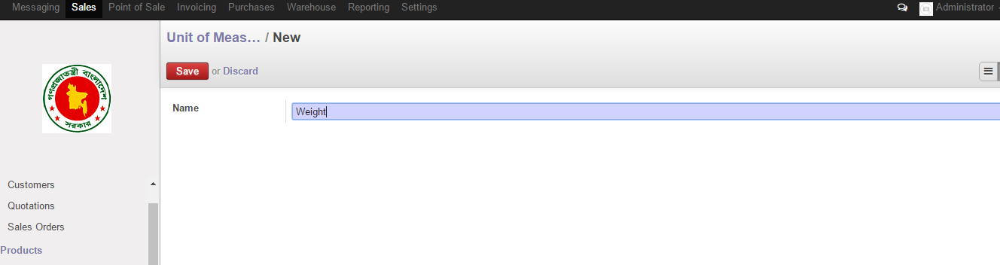 Messaging Sales Point of Sale Invoicing Purchases Warehouse Reporting Settings Administrator
Unit of Meas… / New
Save or Discard
Name Weight
গণপ্রজাতন্ত্রী বাংলাদেশ
সরকার
Customers
Quotations
Sales Orders
Products